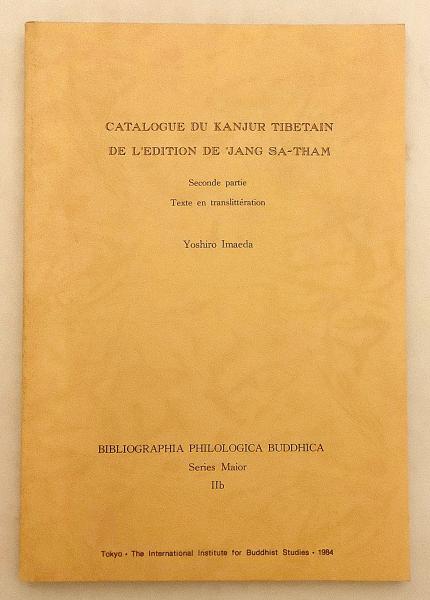 CATALOGUE DU KANJUR TIBETAIN
DE L'EDITION DE 'JANG SA-THAM
Seconde partie
Texte en translittération
Yoshiro Imaeda
BIBLIOGRAPHIA PHILOLOGICA BUDDHICA
Series Maior
IIb
Tokyo • The International Institute for Buddhist Studies • 1984